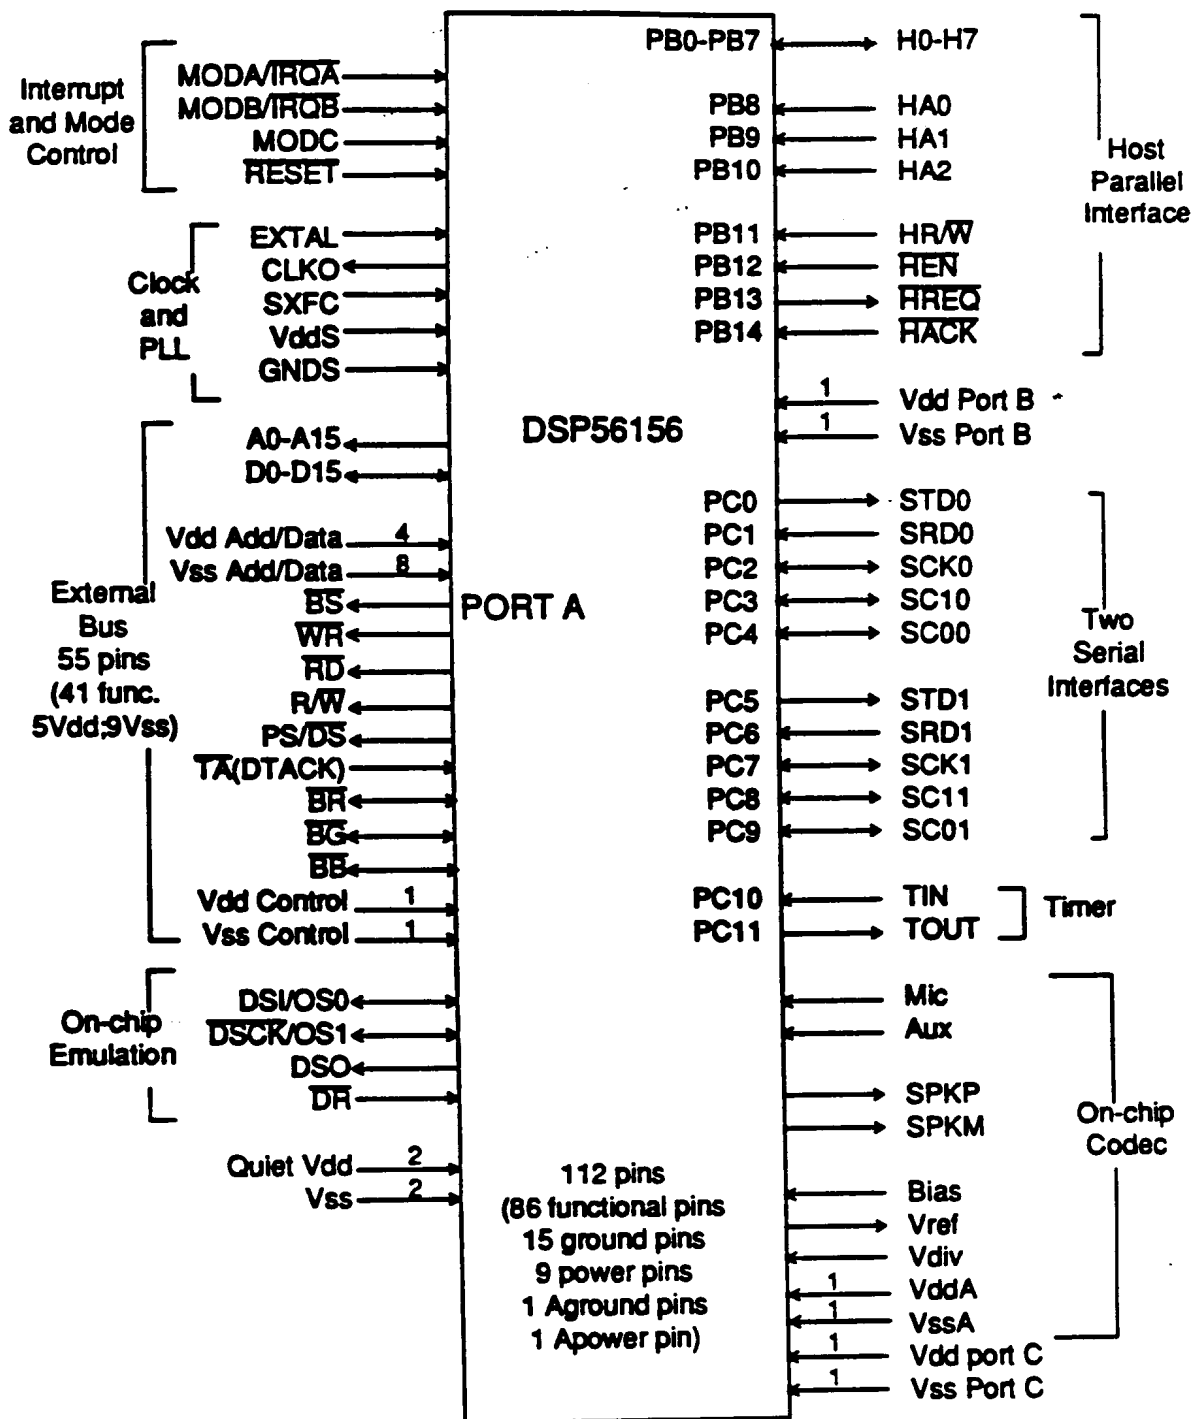 Interrupt
and Mode
Control
MODA/IRQA
MODB/IRQB
MODC
RESET
Clock
and
PLL
EXTAL
CLKO
SXFC
VddS
GNDS
External
Bus
55 pins
(41 func.
5Vdd;9Vss)
A0-A15
D0-D15
Vdd Add/Data 4
Vss Add/Data 8
BS
WR
RD
R/W
PS/DS
TA(DTACK)
BR
BG
BB
Vdd Control 1
Vss Control 1
On-chip
Emulation
DSI/OS0
DSCK/OS1
DSO
DR
Quiet Vdd 2
Vss 2
DSP56156
PORT A
112 pins
(86 functional pins
15 ground pins
9 power pins
1 Aground pins
1 Apower pin)
PB0-PB7 H0-H7
PB8 HA0
PB9 HA1
PB10 HA2
PB11 HR/W
PB12 HEN
PB13 HREQ
PB14 HACK
Host
Parallel
Interface
1 Vdd Port B
1 Vss Port B
PC0 STD0
PC1 SRD0
PC2 SCK0
PC3 SC10
PC4 SC00
PC5 STD1
PC6 SRD1
PC7 SCK1
PC8 SC11
PC9 SC01
Two
Serial
Interfaces
PC10 TIN
PC11 TOUT
Timer
Mic
Aux
SPKP
SPKM
Bias
Vref
Vdiv
1 VddA
1 VssA
On-chip
Codec
1 Vdd port C
1 Vss Port C